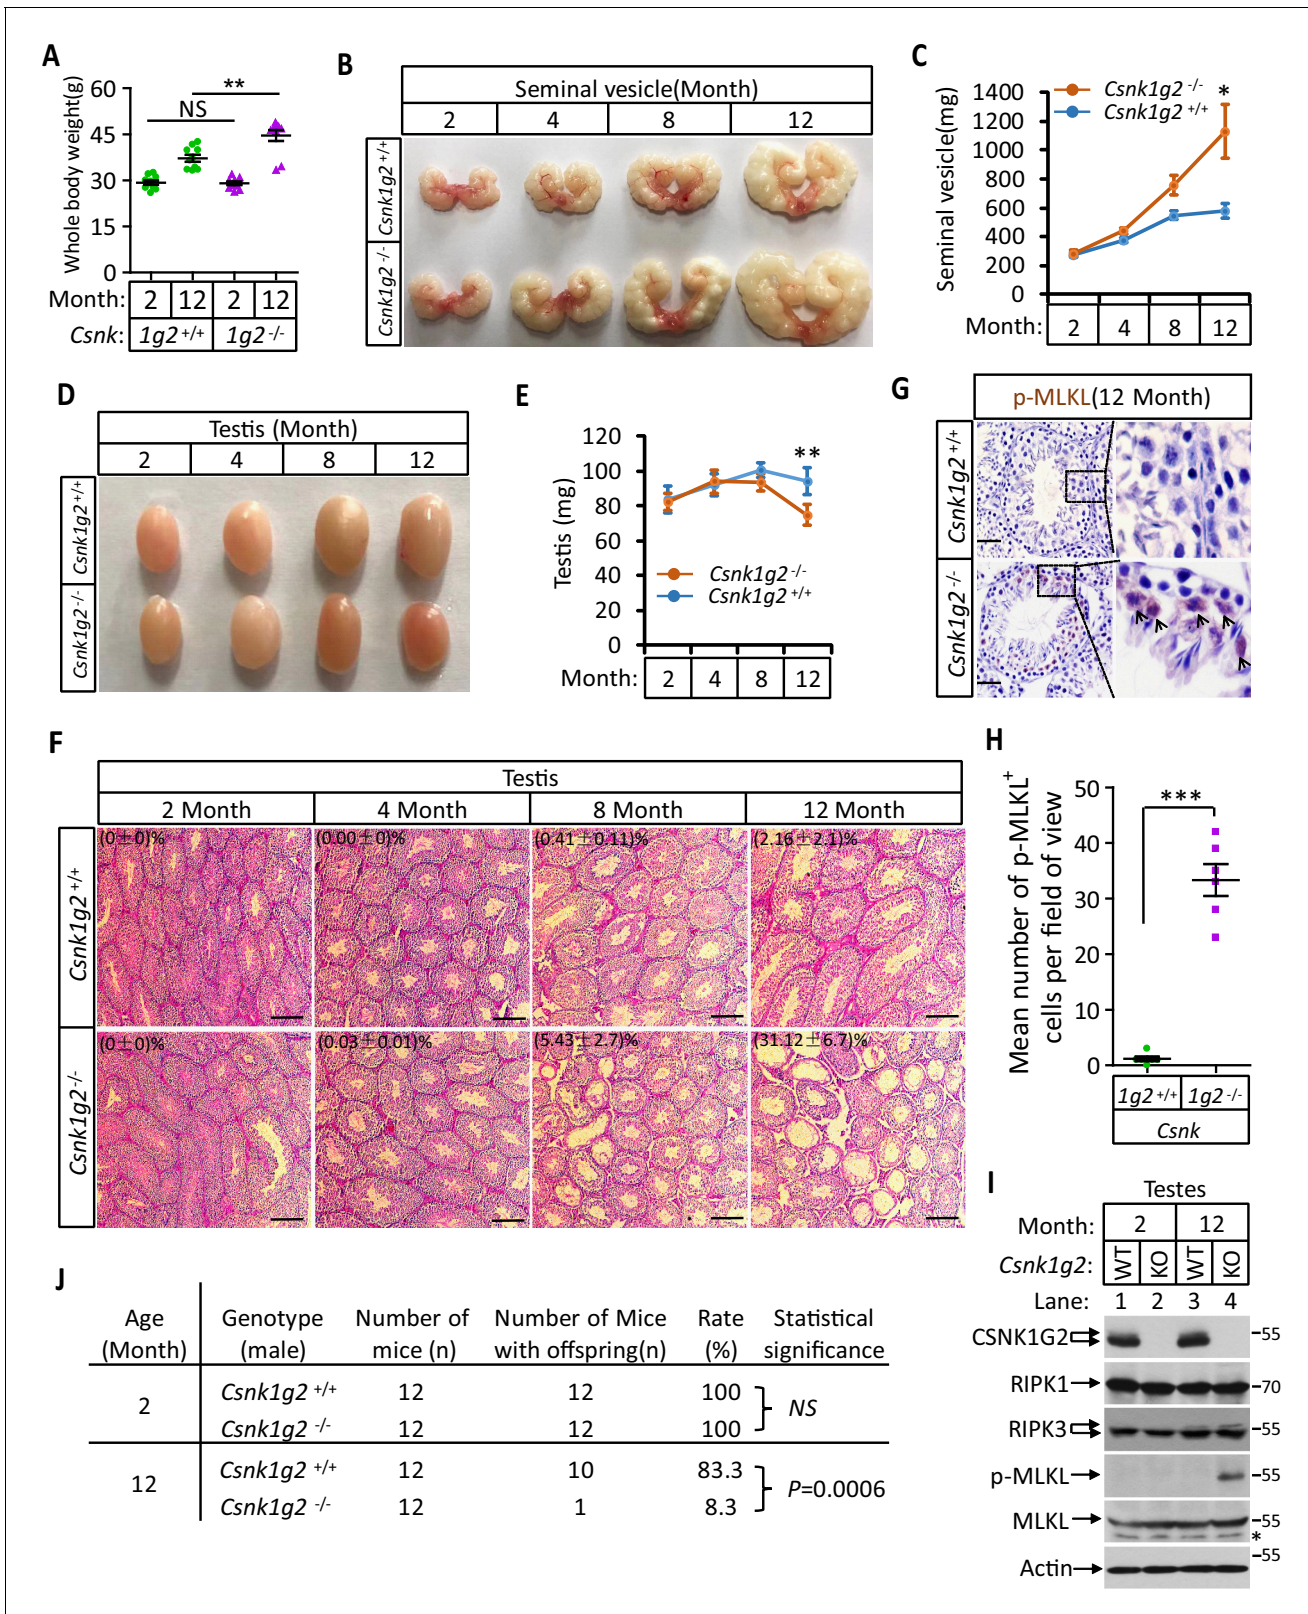 A
Whole body weight(g)
60
45
30
15
0
NS
**
Month: 2 12 2 12
Csnk: 1g2 +/+ 1g2 -/-
B
Seminal vesicle(Month)
2 4 8 12
Csnk1g2 +/+
Csnk1g2 -/-
C
Seminal vesicle(mg)
1400
1200
1000
800
600
400
200
0
Csnk1g2 -/-
Csnk1g2 +/+
*
Month: 2 4 8 12
D
Testis (Month)
2 4 8 12
Csnk1g2 +/+
Csnk1g2 -/-
E
Testis (mg)
120
100
80
60
40
20
0
**
Csnk1g2 -/-
Csnk1g2 +/+
Month: 2 4 8 12
G
p-MLKL(12 Month)
Csnk1g2 +/+
Csnk1g2 -/-
F
Testis
2 Month 4 Month 8 Month 12 Month
Csnk1g2 +/+
(0±0)% (0.00±0)% (0.41±0.11)% (2.16±2.1)%
Csnk1g2 -/-
(0±0)% (0.03±0.01)% (5.43±2.7)% (31.12±6.7)%
H
Mean number of p-MLKL+
cells per field of view
50
40
30
20
10
0
***
1g2 +/+ 1g2 -/-
Csnk
I
Testes
Month: 2 12
Csnk1g2: WT KO WT KO
Lane: 1 2 3 4
CSNK1G2 55
RIPK1 70
RIPK3 55
p-MLKL 55
MLKL 55
*
55
Actin
J
Age Genotype Number of Number of Mice Rate Statistical
(Month) (male) mice (n) with offspring(n) (%) significance
2 Csnk1g2 +/+ 12 12 100 NS
Csnk1g2 -/- 12 12 100
12 Csnk1g2 +/+ 12 10 83.3 P=0.0006
Csnk1g2 -/- 12 1 8.3